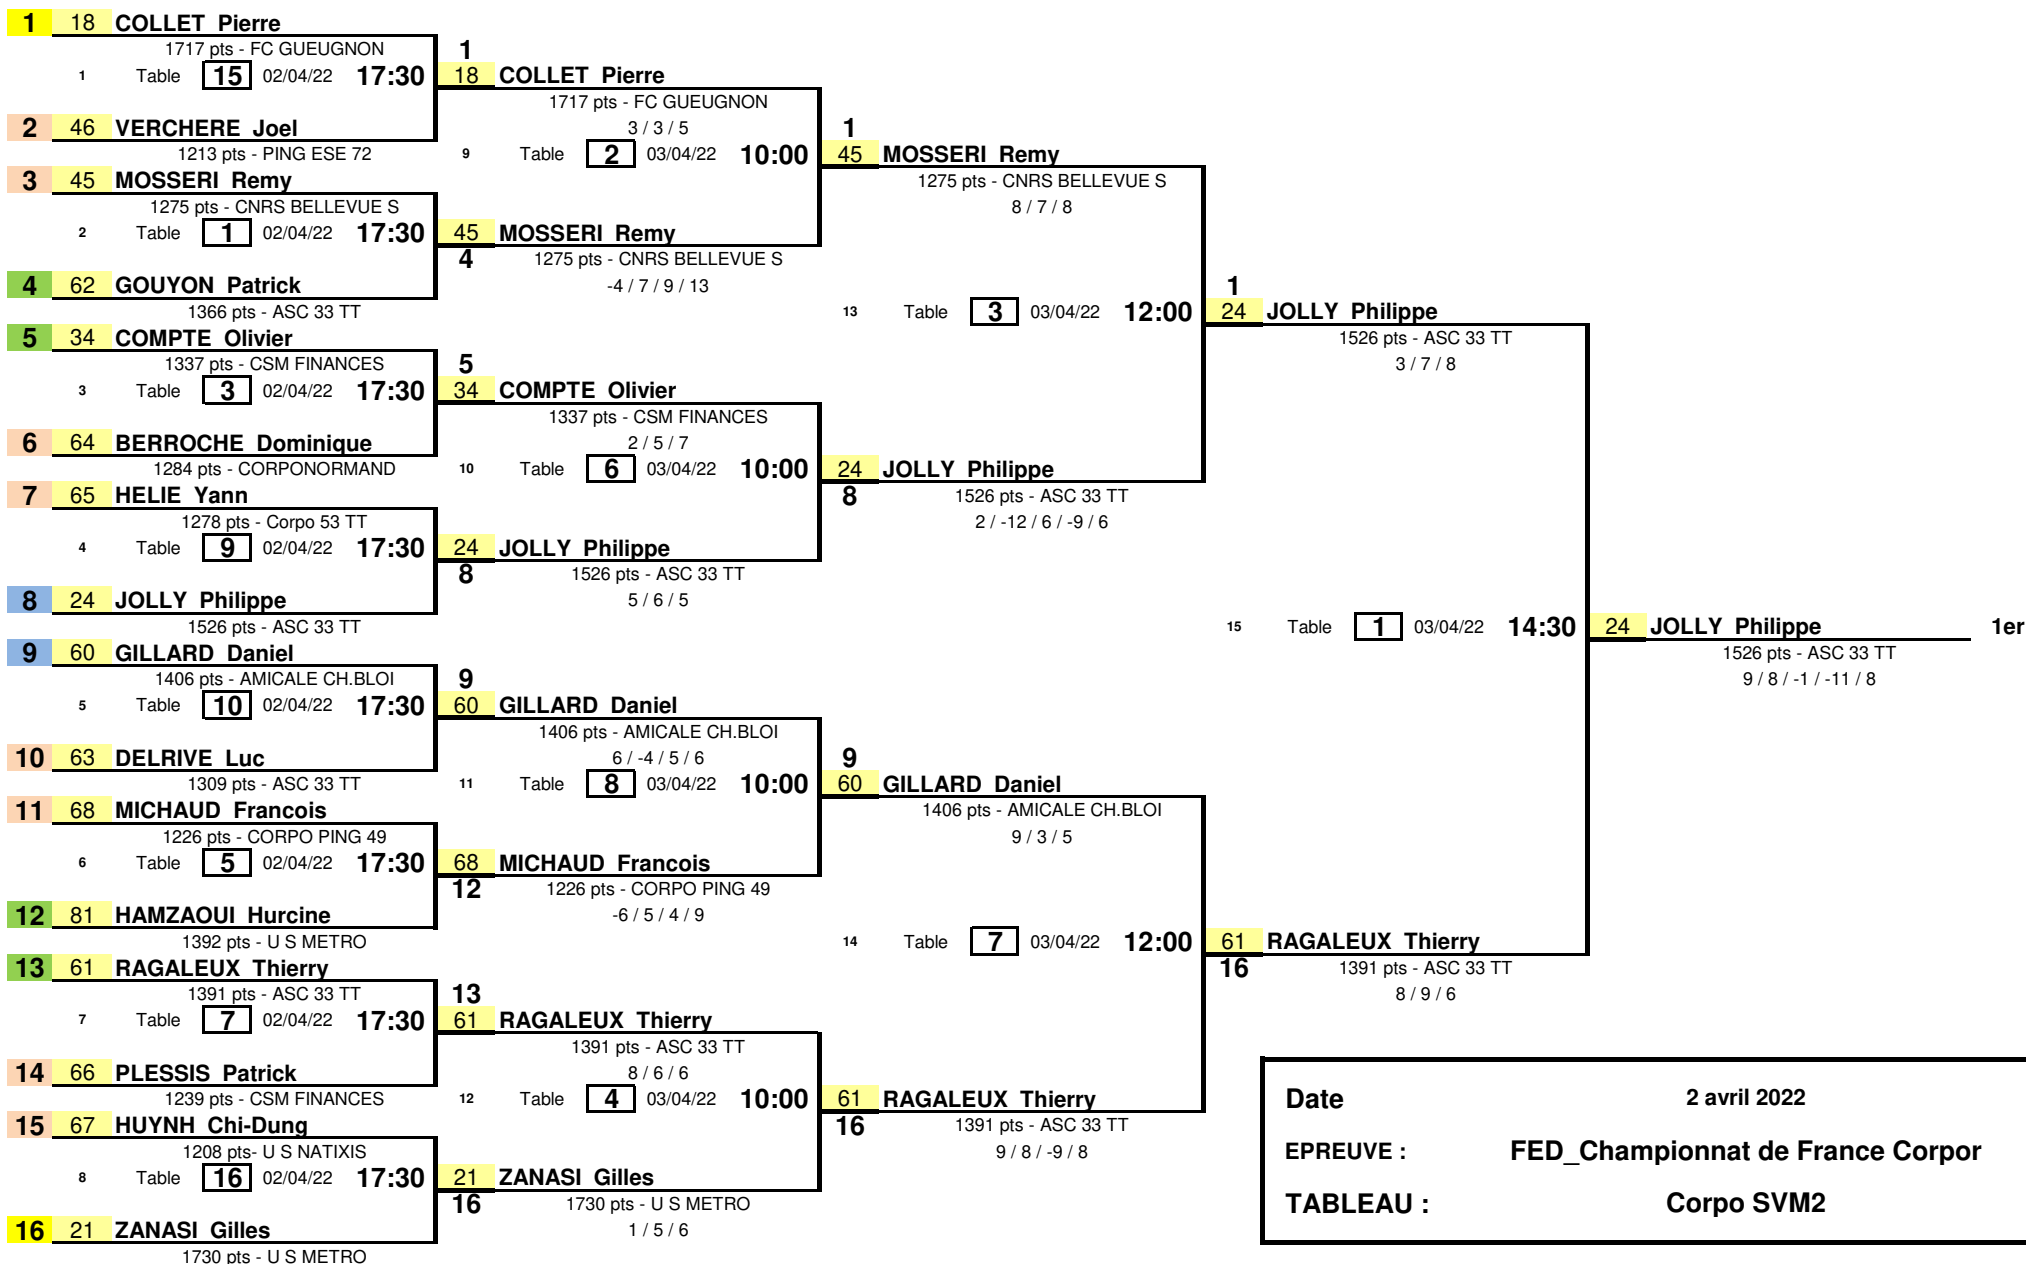 1 18 COLLET Pierre
1717 pts - FC GUEUGNON
1 Table 15 02/04/22 17:30
2 46 VERCHERE Joel
1213 pts - PING ESE 72
3 45 MOSSERI Remy
1275 pts - CNRS BELLEVUE S
2 Table 1 02/04/22 17:30
4 62 GOUYON Patrick
1366 pts - ASC 33 TT
5 34 COMPTE Olivier
1337 pts - CSM FINANCES
3 Table 3 02/04/22 17:30
6 64 BERROCHE Dominique
1284 pts - CORPONORMAND
7 65 HELIE Yann
1278 pts - Corpo 53 TT
4 Table 9 02/04/22 17:30
8 24 JOLLY Philippe
1526 pts - ASC 33 TT
9 60 GILLARD Daniel
1406 pts - AMICALE CH.BLOI
5 Table 10 02/04/22 17:30
10 63 DELRIVE Luc
1309 pts - ASC 33 TT
11 68 MICHAUD Francois
1226 pts - CORPO PING 49
6 Table 5 02/04/22 17:30
12 81 HAMZAOUI Hurcine
1392 pts - U S METRO
13 61 RAGALEUX Thierry
1391 pts - ASC 33 TT
7 Table 7 02/04/22 17:30
14 66 PLESSIS Patrick
1239 pts - CSM FINANCES
15 67 HUYNH Chi-Dung
1208 pts- U S NATIXIS
8 Table 16 02/04/22 17:30
16 21 ZANASI Gilles
1730 pts - U S METRO
1
18 COLLET Pierre
1717 pts - FC GUEUGNON
3 / 3 / 5
9 Table 2 03/04/22 10:00
45 MOSSERI Remy
4
1275 pts - CNRS BELLEVUE S
-4 / 7 / 9 / 13
5
34 COMPTE Olivier
1337 pts - CSM FINANCES
2 / 5 / 7
10 Table 6 03/04/22 10:00
24 JOLLY Philippe
8
1526 pts - ASC 33 TT
5 / 6 / 5
9
60 GILLARD Daniel
1406 pts - AMICALE CH.BLOI
6 / -4 / 5 / 6
11 Table 8 03/04/22 10:00
68 MICHAUD Francois
12
1226 pts - CORPO PING 49
-6 / 5 / 4 / 9
13
61 RAGALEUX Thierry
1391 pts - ASC 33 TT
8 / 6 / 6
12 Table 4 03/04/22 10:00
21 ZANASI Gilles
16
1730 pts - U S METRO
1 / 5 / 6
1
45 MOSSERI Remy
1275 pts - CNRS BELLEVUE S
8 / 7 / 8
13 Table 3 03/04/22 12:00
24 JOLLY Philippe
8
1526 pts - ASC 33 TT
2 / -12 / 6 / -9 / 6
9
60 GILLARD Daniel
1406 pts - AMICALE CH.BLOI
9 / 3 / 5
14 Table 7 03/04/22 12:00
61 RAGALEUX Thierry
16
1391 pts - ASC 33 TT
9 / 8 / -9 / 8
1
24 JOLLY Philippe
1526 pts - ASC 33 TT
3 / 7 / 8
15 Table 1 03/04/22 14:30
61 RAGALEUX Thierry
16
1391 pts - ASC 33 TT
8 / 9 / 6
24 JOLLY Philippe 1er
1526 pts - ASC 33 TT
9 / 8 / -1 / -11 / 8
Date 2 avril 2022
EPREUVE : FED_Championnat de France Corpor
TABLEAU : Corpo SVM2